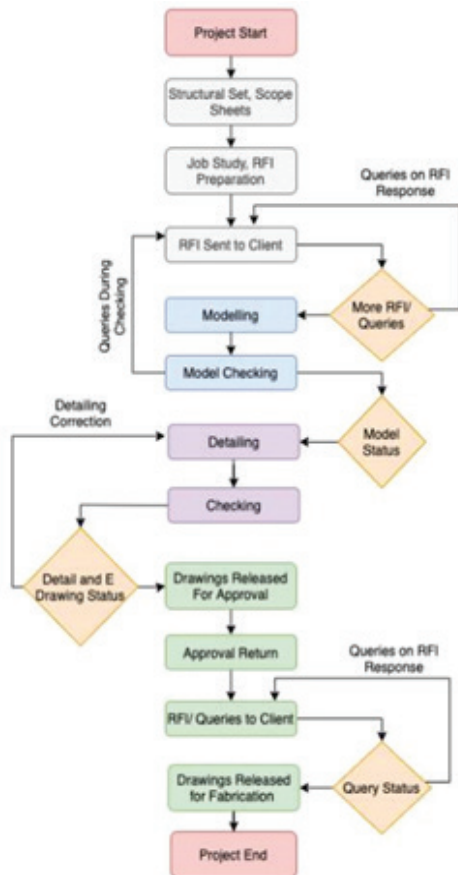 Project Start
Structural Set, Scope
Sheets
Job Study, RFI
Preparation
Queries on RFI
Response
RFI Sent to Client
Queries During
Checking
More RFI/
Queries
Modelling
Model Checking
Detailing
Correction
Model
Status
Detailing
Checking
Detail and E
Drawing Status
Drawings Released
For Approval
Approval Return
Queries on RFI
Response
RFI/ Queries to Client
Query Status
Drawings Released
for Fabrication
Project End